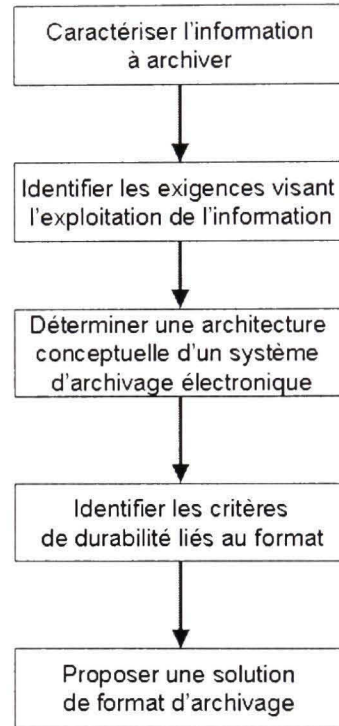 Caractériser l'information
à archiver
Identifier les exigences visant
l'exploitation de l'information
Déterminer une architecture
conceptuelle d'un système
d'archivage électronique
Identifier les critères
de durabilité liés au format
Proposer une solution
de format d'archivage